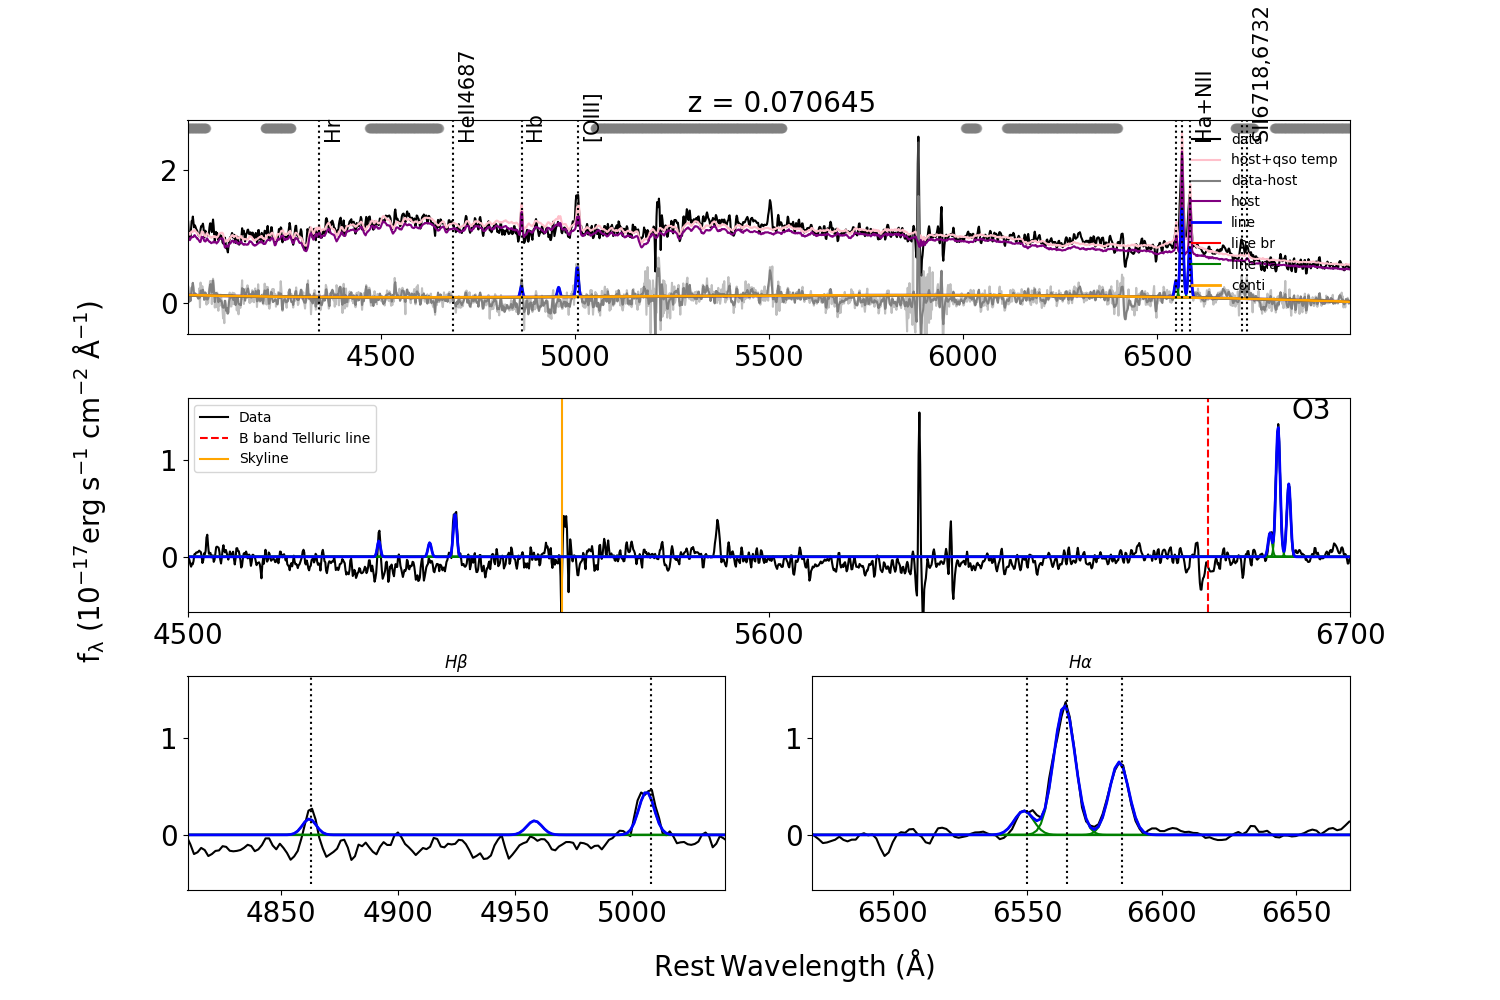 z = 0.070645
Hr
HeII4687
Hb
[OIII]
Ha+NII
SII6718,6732
data
host+qso temp
data-host
host
line
line br
conti
2
0
4500
5000
5500
6000
6500
Data
B band Telluric line
Skyline
O3
1
0
4500
5600
6700
fλ (10⁻¹⁷erg s⁻¹ cm⁻² Å⁻¹)
Hβ
1
0
4850
4900
4950
5000
Hα
1
0
6500
6550
6600
6650
Rest Wavelength (Å)